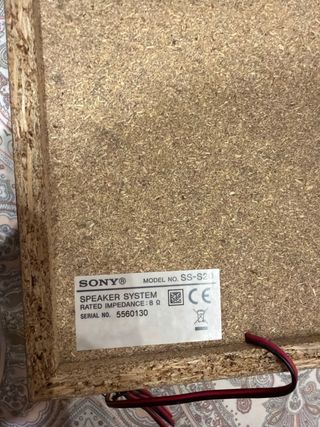 SONY® MODEL NO. SS-S2
SPEAKER SYSTEM
RATED IMPEDANCE: 8 Ω
SERIAL NO. 5560130
CE